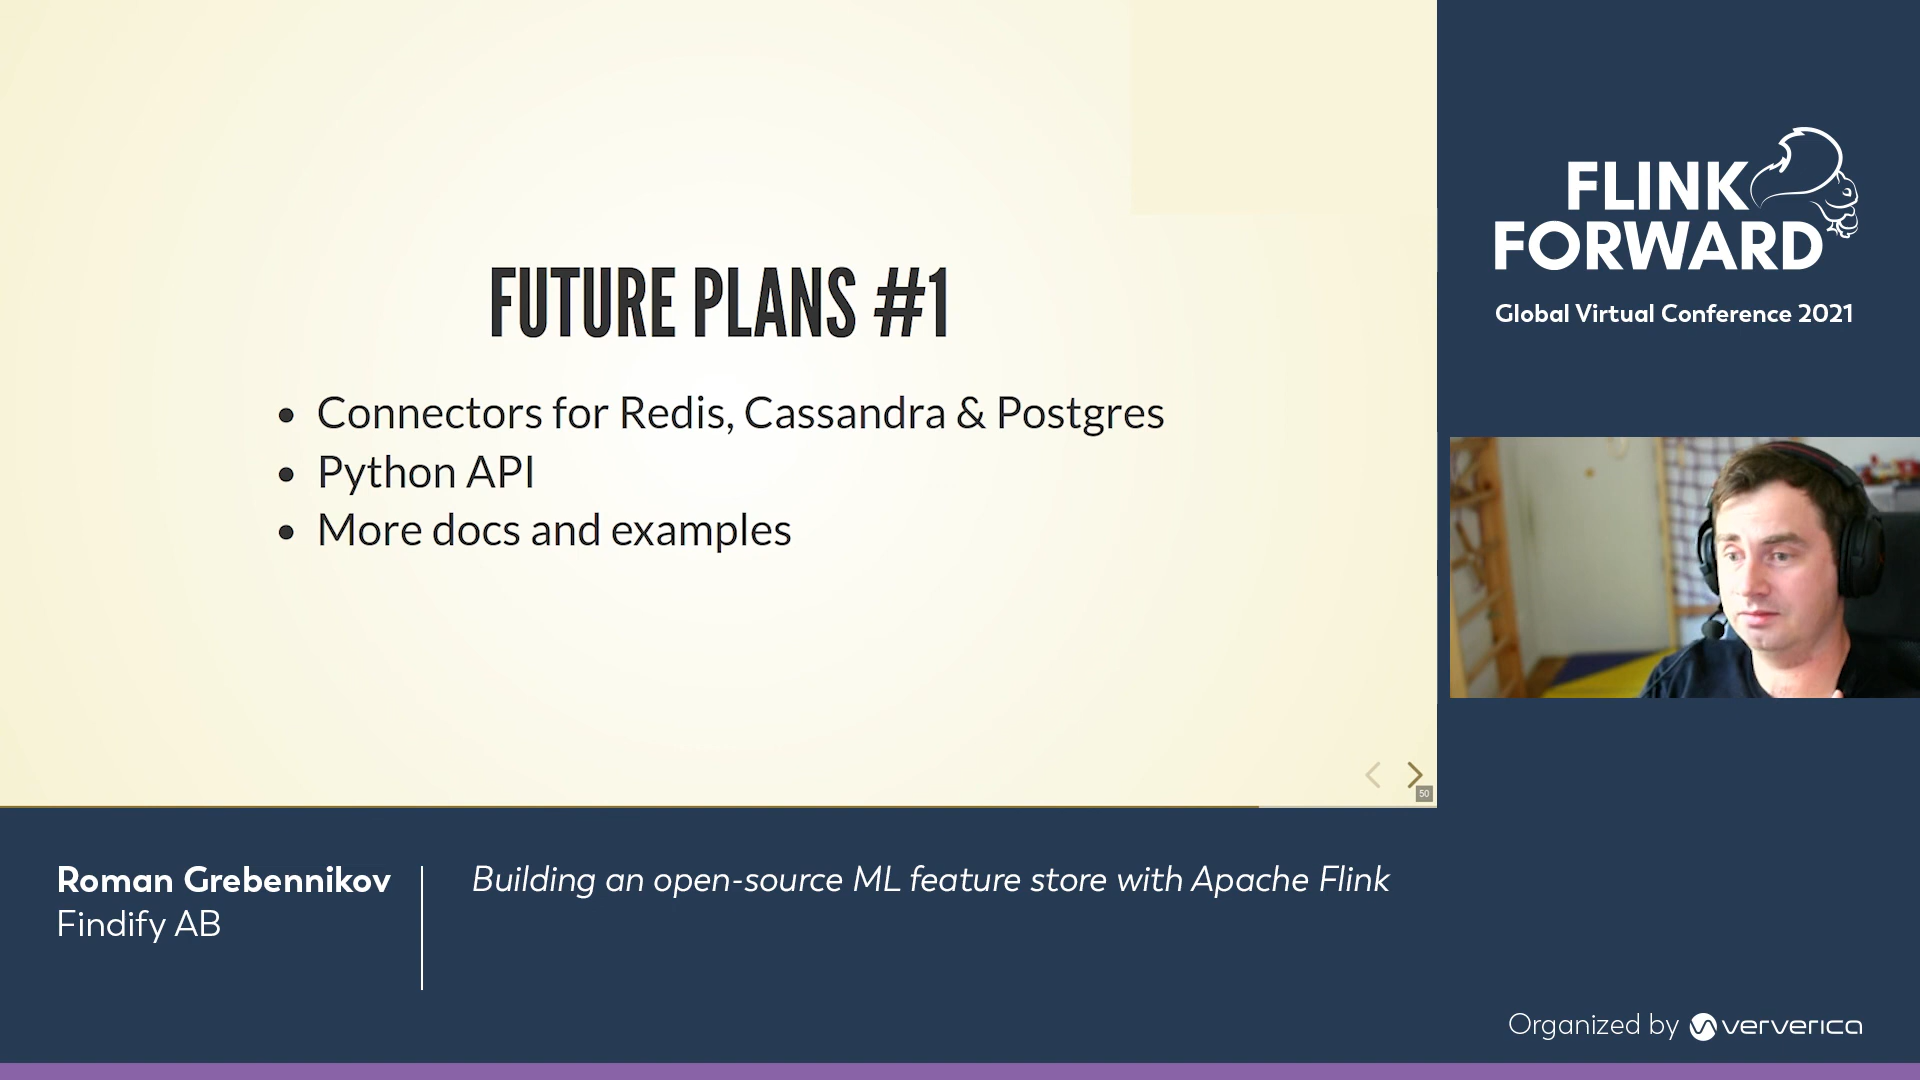 FUTURE PLANS #1
Connectors for Redis, Cassandra & Postgres
Python API
More docs and examples
50
FLINK
FORWARD
Global Virtual Conference 2021
Roman Grebennikov
Findify AB
Building an open-source ML feature store with Apache Flink
Organized by ververica